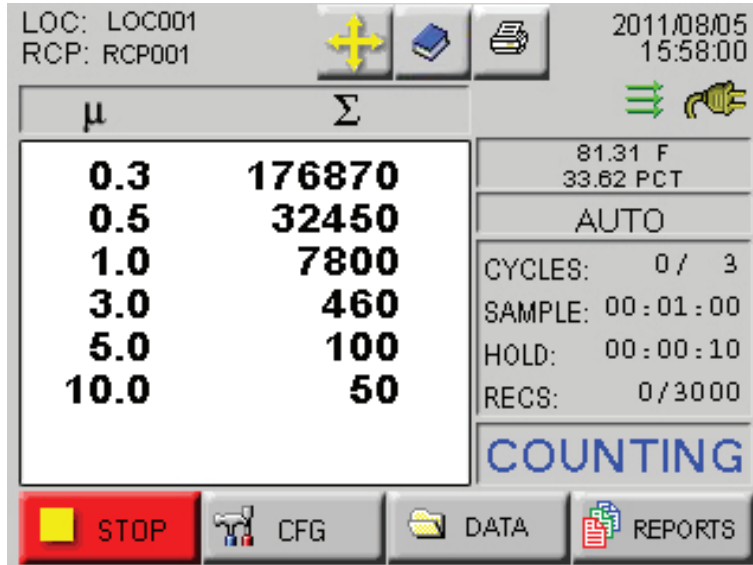 LOC: LOC001
RCP: RCP001
2011/08/05
15:58:00
μ Σ
0.3 176870
0.5 32450
1.0 7800
3.0 460
5.0 100
10.0 50
81.31 F
33.62 PCT
AUTO
CYCLES: 0/ 3
SAMPLE: 00:01:00
HOLD: 00:00:10
RECS: 0/3000
COUNTING
STOP CFG DATA REPORTS